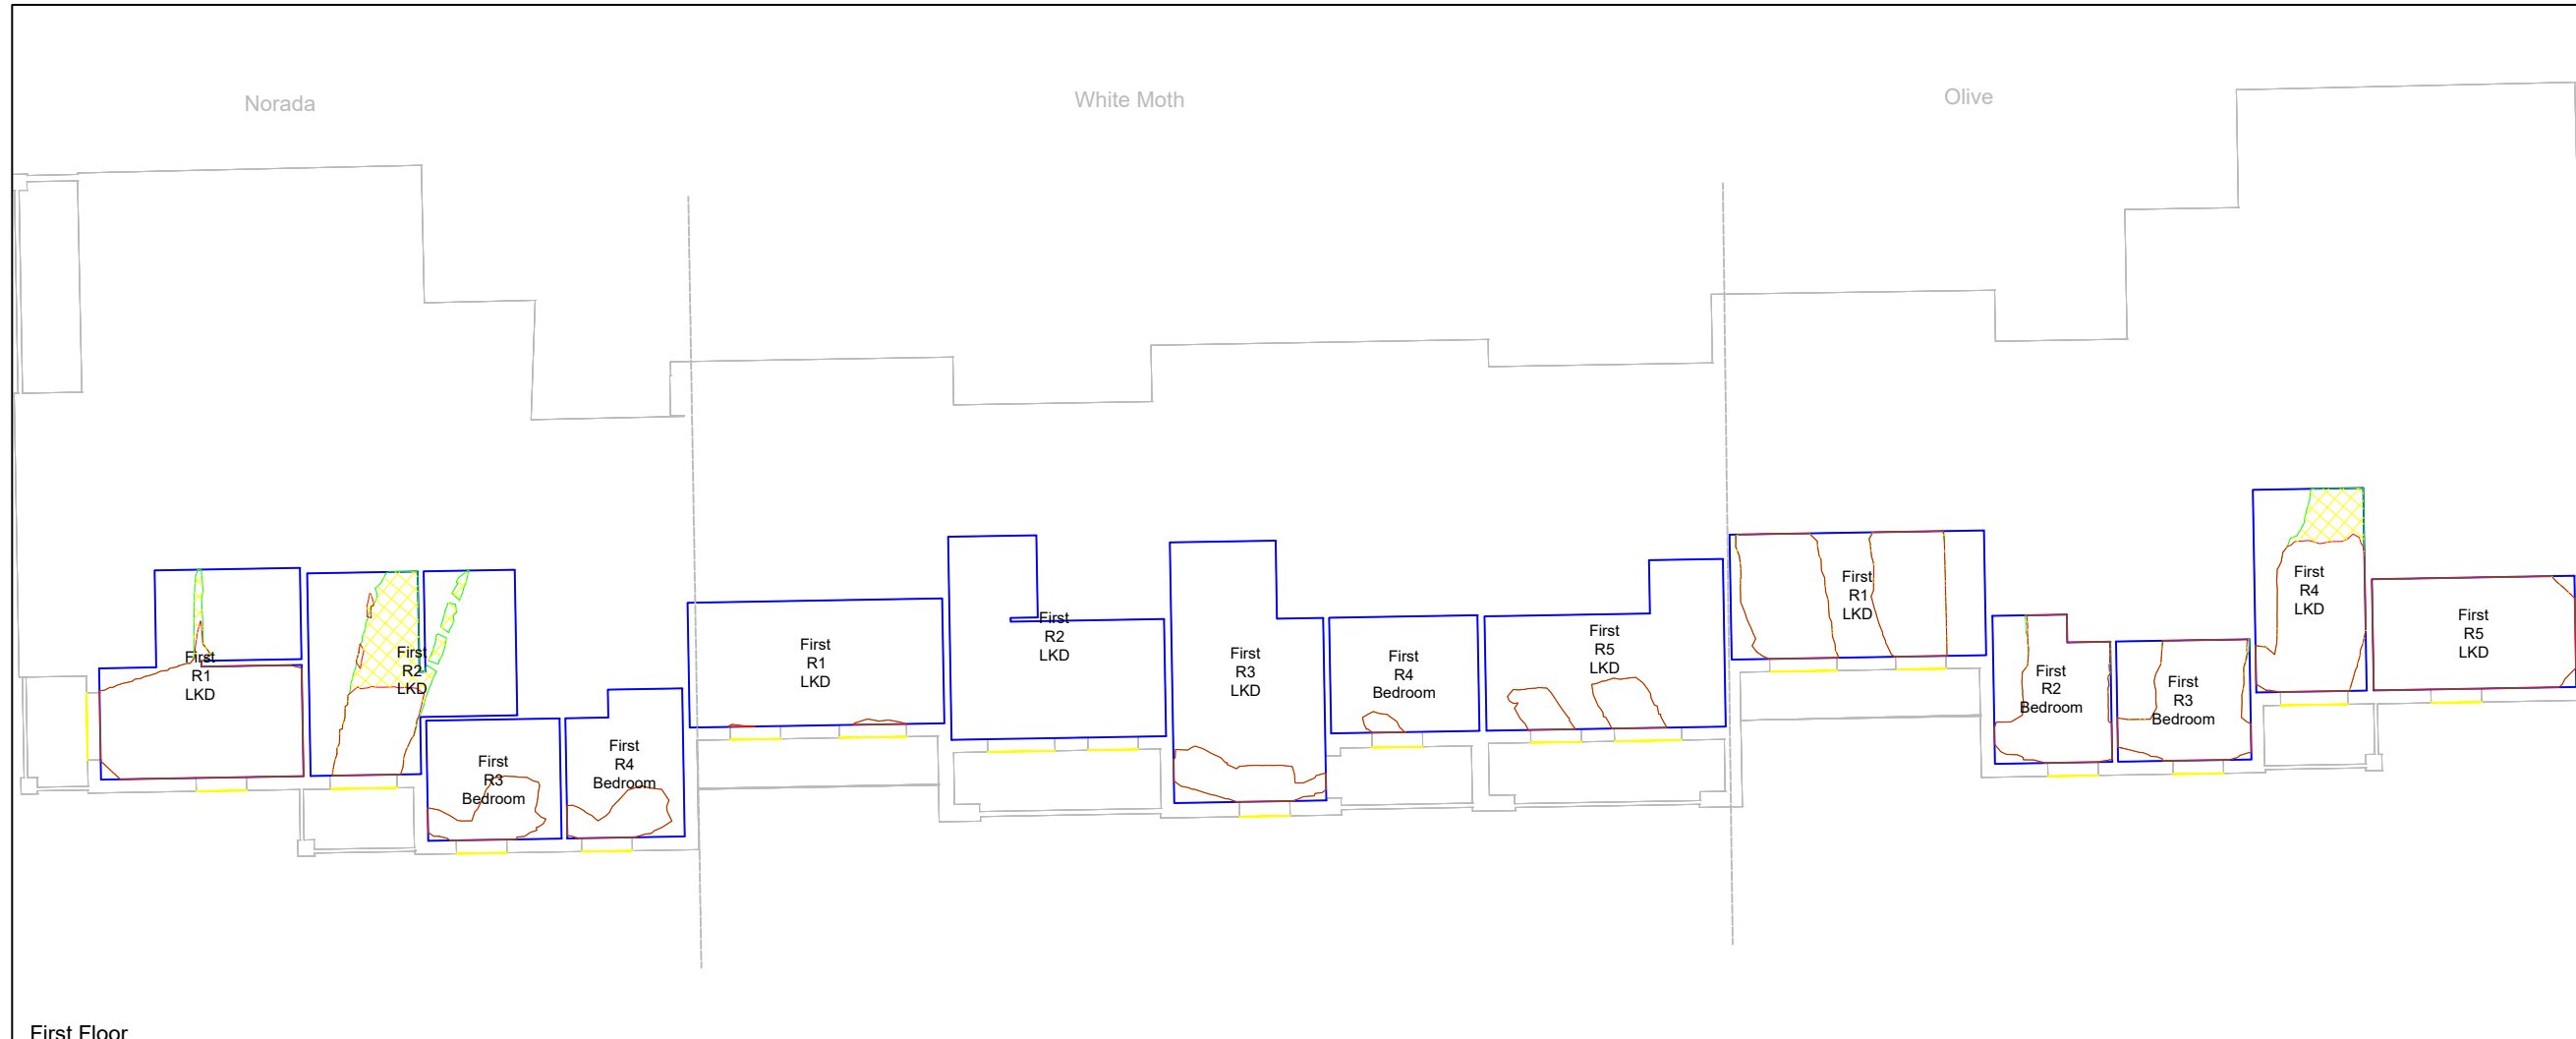 Norada
White Moth
Olive
First
R1
LKD
First
R2
LKD
First
R3
Bedroom
First
R4
Bedroom
First
R1
LKD
First
R2
LKD
First
R3
LKD
First
R4
Bedroom
First
R5
LKD
First
R1
LKD
First
R2
Bedroom
First
R3
Bedroom
First
R4
LKD
First
R5
LKD
First Floor